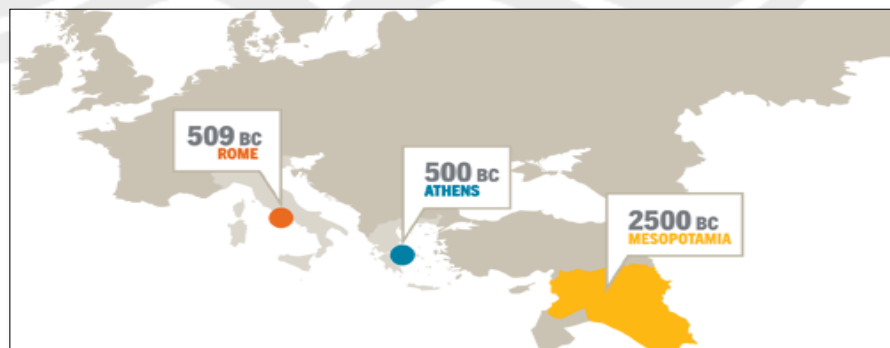 509 BC
ROME
500 BC
ATHENS
2500 BC
MESOPOTAMIA